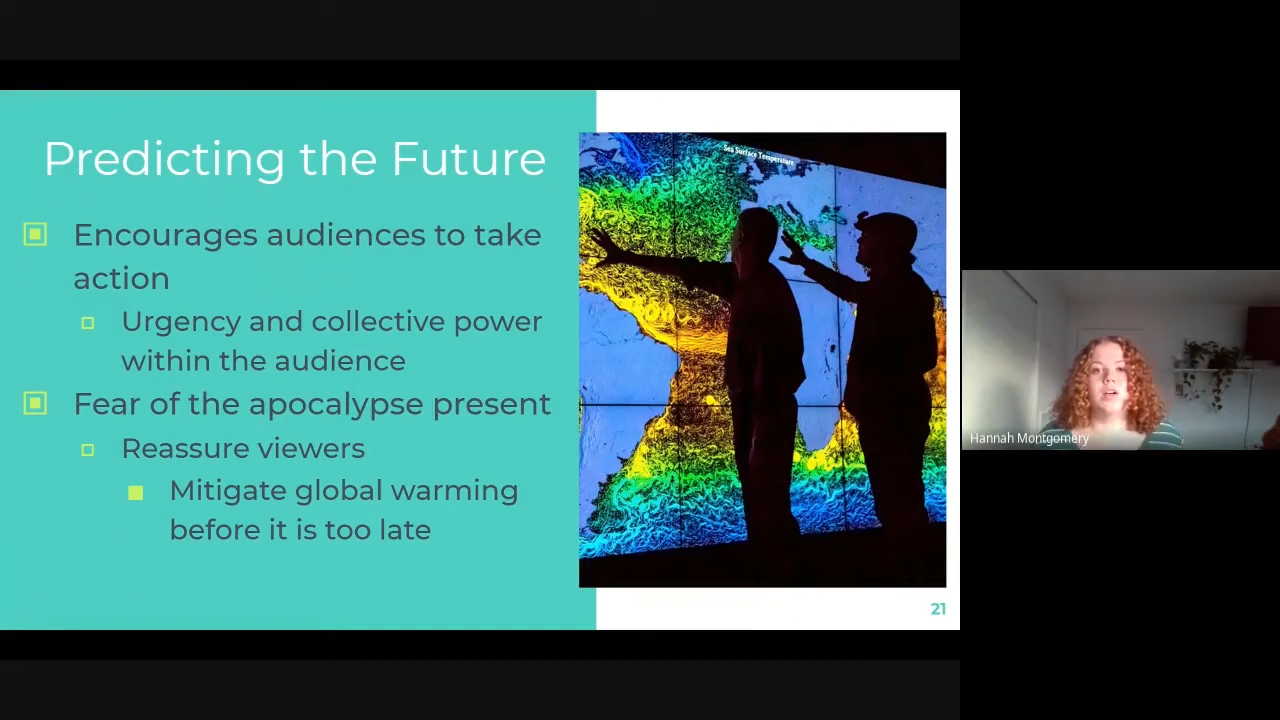 Predicting the Future
Encourages audiences to take
action
Urgency and collective power
within the audience
Fear of the apocalypse present
Reassure viewers
Mitigate global warming
before it is too late
Sea Surface Temperature
21
Hannah Montgomery